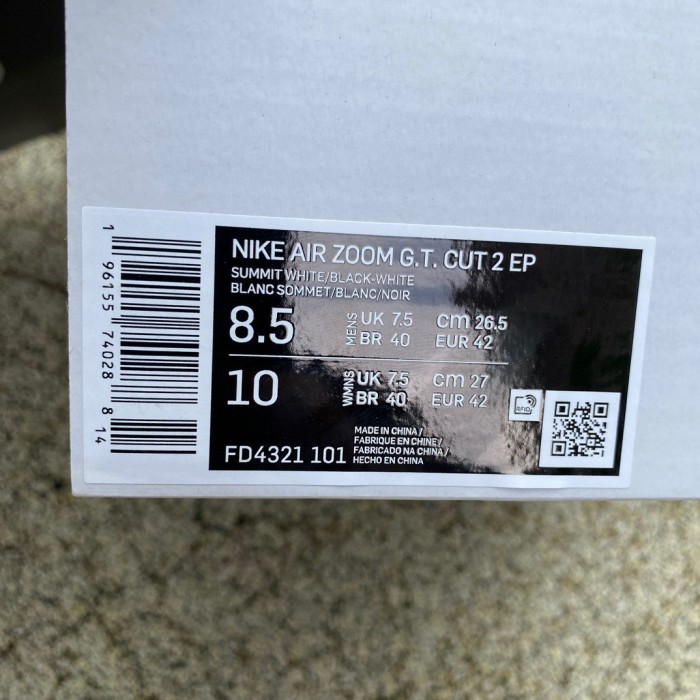 NIKE AIR ZOOM G.T. CUT 2 EP
SUMMIT WHITE/BLACK-WHITE
BLANC SOMMET/BLANC/NOIR
8.5 MENS UK 7.5 cm 26.5
BR 40 EUR 42
10 WMNS UK 7.5 cm 27
BR 40 EUR 42
RFID
FD4321 101
MADE IN CHINA /
FABRIQUE EN CHINE /
FABRICADO NA CHINA /
HECHO EN CHINA
1 96155 74028 8 14